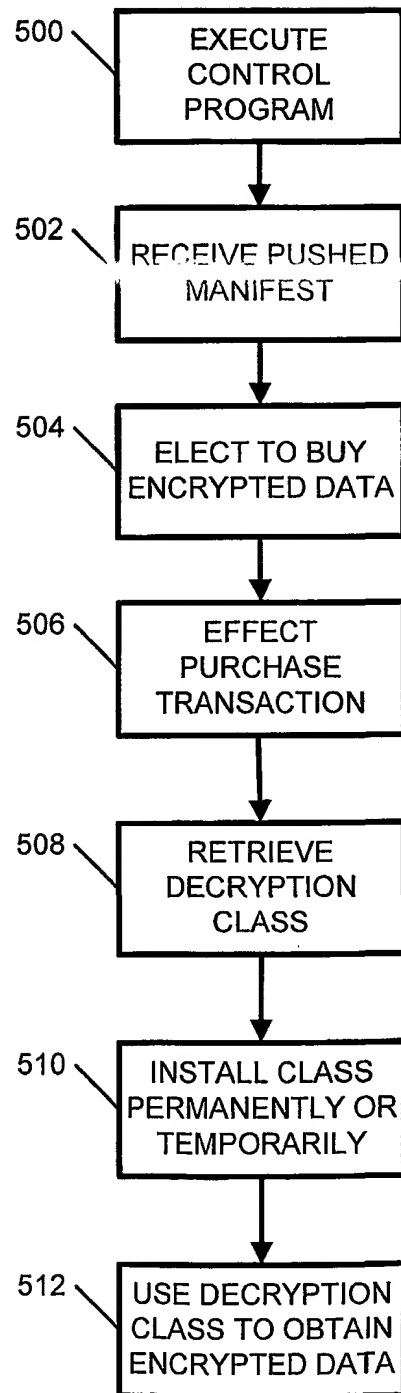 500
EXECUTE
CONTROL
PROGRAM
502
RECEIVE PUSHED
MANIFEST
504
ELECT TO BUY
ENCRYPTED DATA
506
EFFECT
PURCHASE
TRANSACTION
508
RETRIEVE
DECRYPTION
CLASS
510
INSTALL CLASS
PERMANENTLY OR
TEMPORARILY
512
USE DECRYPTION
CLASS TO OBTAIN
ENCRYPTED DATA